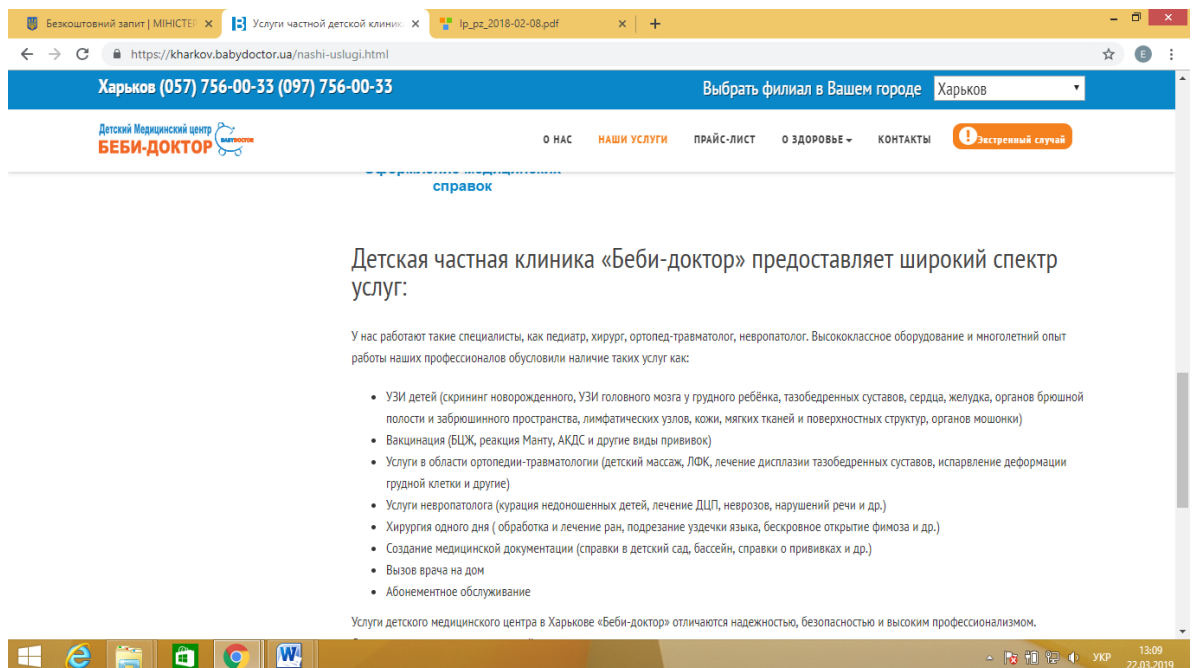 Безкоштовний запит | МІНІСТЕР
Услуги частной детской клиник
lp_pz_2018-02-08.pdf
https://kharkov.babydoctor.ua/nashi-uslugi.html
E
Харьков (057) 756-00-33 (097) 756-00-33
Выбрать филиал в Вашем городе
Харьков
Детский Медицинский центр
БЕБИ-ДОКТОР
BABYDOCTOR
О НАС
НАШИ УСЛУГИ
ПРАЙС-ЛИСТ
О ЗДОРОВЬЕ
КОНТАКТЫ
Экстренный случай
Оформление медицинских
справок
Детская частная клиника «Беби-доктор» предоставляет широкий спектр
услуг:
У нас работают такие специалисты, как педиатр, хирург, ортопед-травматолог, невропатолог. Высококлассное оборудование и многолетний опыт
работы наших профессионалов обусловили наличие таких услуг как:
УЗИ детей (скрининг новорожденного, УЗИ головного мозга у грудного ребёнка, тазобедренных суставов, сердца, желудка, органов брюшной
полости и забрюшинного пространства, лимфатических узлов, кожи, мягких тканей и поверхностных структур, органов мошонки)
Вакцинация (БЦЖ, реакция Манту, АКДС и другие виды прививок)
Услуги в области ортопедии-травматологии (детский массаж, ЛФК, лечение дисплазии тазобедренных суставов, испарвление деформации
грудной клетки и другие)
Услуги невропатолога (курация недоношенных детей, лечение ДЦП, неврозов, нарушений речи и др.)
Хирургия одного дня ( обработка и лечение ран, подрезание уздечки языка, бескровное открытие фимоза и др.)
Создание медицинской документации (справки в детский сад, бассейн, справки о прививках и др.)
Вызов врача на дом
Абонементное обслуживание
Услуги детского медицинского центра в Харькове «Беби-доктор» отличаются надежностью, безопасностью и высоким профессионализмом.
УКР
13:09
22.03.2019